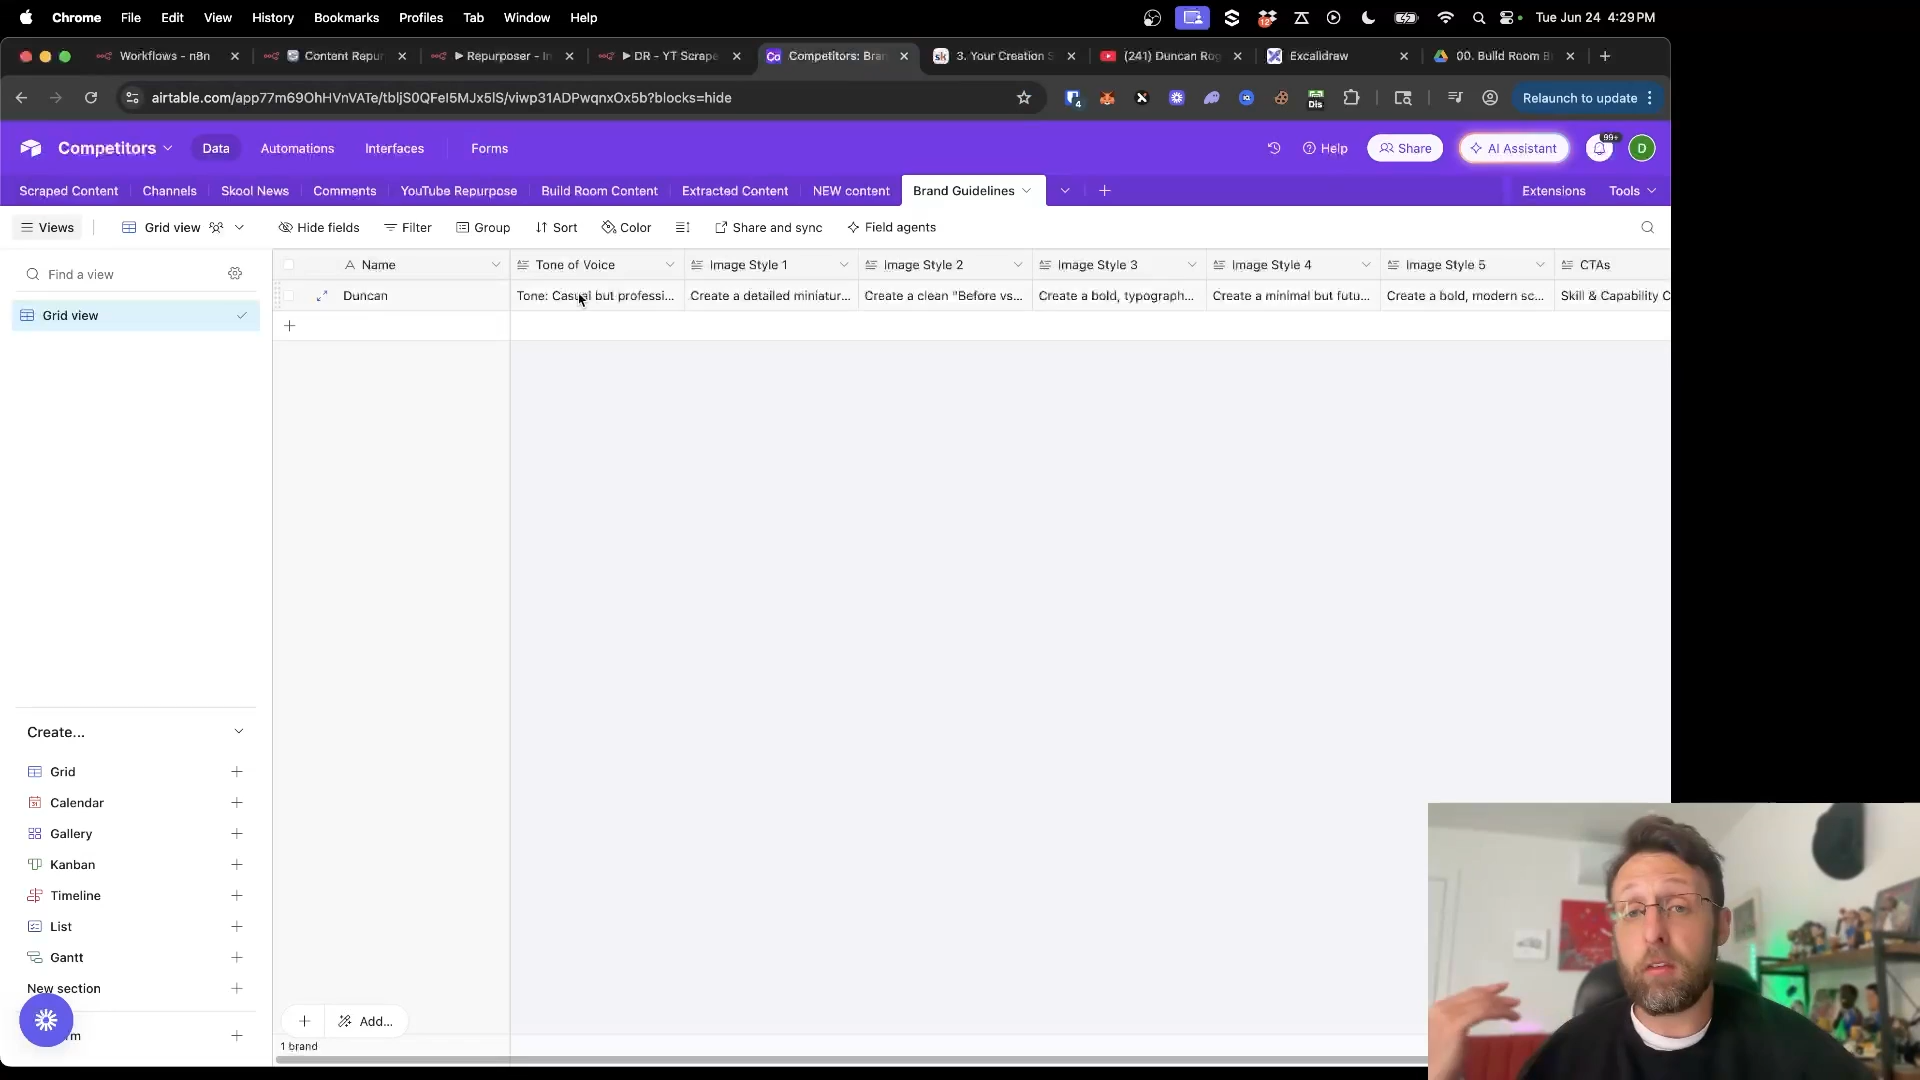 Chrome File Edit View History Bookmarks Profiles Tab Window Help
Tue Jun 24 4:29 PM
Workflows - n8n
Content Repur
Repurposer - In
DR - YT Scrape
Competitors: Bran
3. Your Creation S
(241) Duncan Rog
Excalidraw
00. Build Room B
airtable.com/app77m69OhHVnVATe/tbljS0QFeI5MJx5lS/viwp31ADPwqnxOx5b?blocks=hide
Dis
Relaunch to update
Competitors Data Automations Interfaces Forms
Help Share AI Assistant 99+ D
Scraped Content Channels Skool News Comments YouTube Repurpose Build Room Content Extracted Content NEW content Brand Guidelines
Extensions Tools
Views Grid view Hide fields Filter Group Sort Color Share and sync Field agents
Find a view
Grid view
Name Tone of Voice Image Style 1 Image Style 2 Image Style 3 Image Style 4 Image Style 5 CTAs
Duncan Tone: Casual but professi... Create a detailed miniatur... Create a clean "Before vs... Create a bold, typograph... Create a minimal but futu... Create a bold, modern sc... Skill & Capability C
Create...
Grid
Calendar
Gallery
Kanban
Timeline
List
Gantt
New section
Add...
1 brand